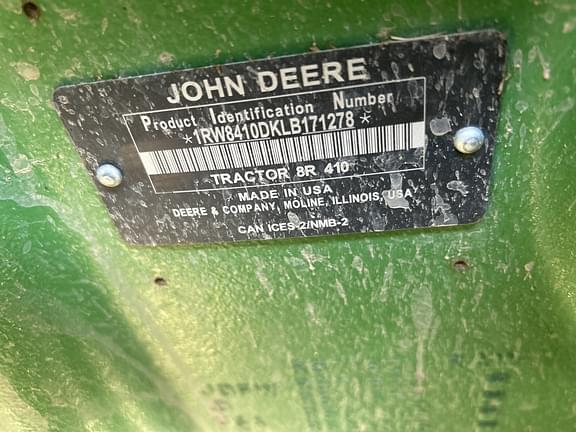 JOHN DEERE
Product Identification Number
*1RW8410DKLB171278*
TRACTOR 8R 410
MADE IN USA
DEERE & COMPANY, MOLINE, ILLINOIS, USA
CAN ICES-2/NMB-2